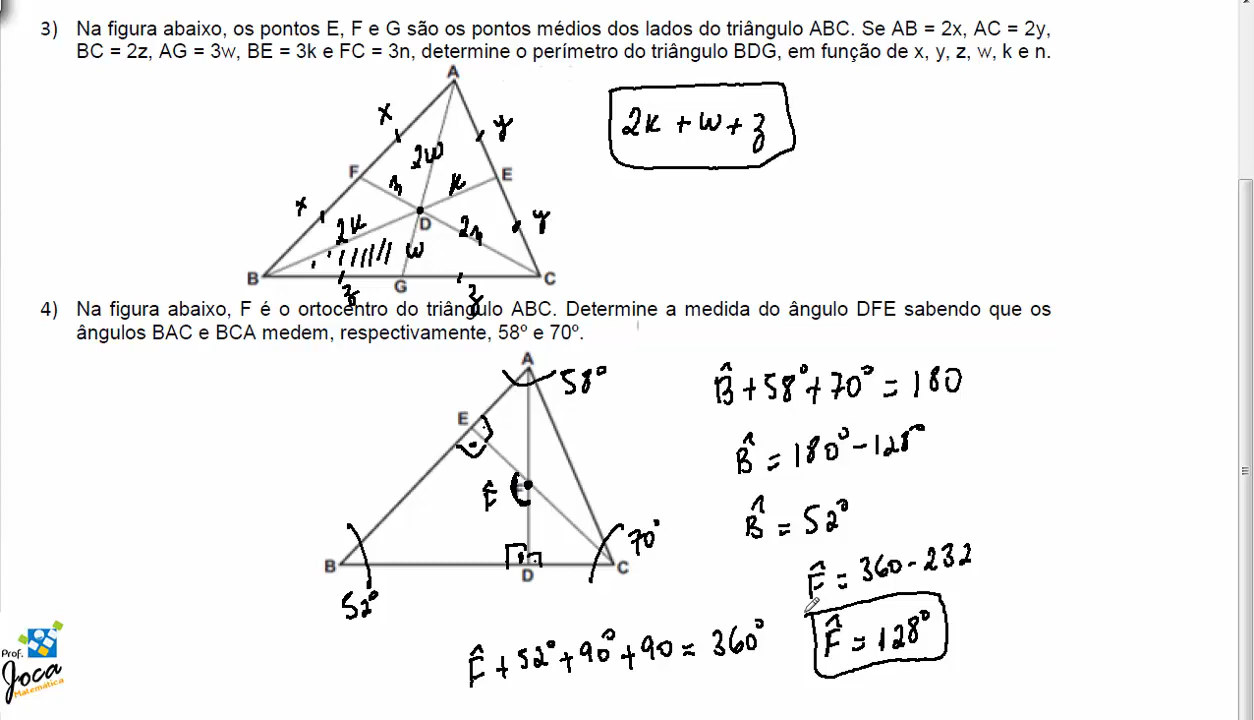 3) Na figura abaixo, os pontos E, F e G são os pontos médios dos lados do triângulo ABC. Se AB = 2x, AC = 2y,
BC = 2z, AG = 3w, BE = 3k e FC = 3n, determine o perímetro do triângulo BDG, em função de x, y, z, w, k e n.
A
x
y
2k + w + z
2w
F
n
k
E
x
2k
D
2n
y
w
B
G
C
z
z
4) Na figura abaixo, F é o ortocentro do triângulo ABC. Determine a medida do ângulo DFE sabendo que os
ângulos BAC e BCA medem, respectivamente, 58º e 70º.
A
58°
B̂ + 58° + 70° = 180
E
B̂ = 180° - 128°
F̂
B̂ = 52°
70°
B
D
C
F̂ = 360 - 232
52°
F̂ + 52° + 90° + 90 = 360°
F̂ = 128°
Prof.
Joca
Matemática